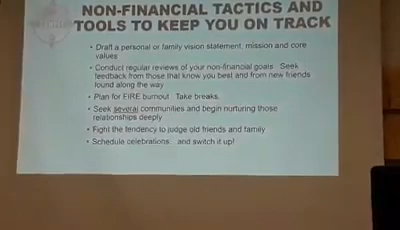 NON-FINANCIAL TACTICS AND
TOOLS TO KEEP YOU ON TRACK
• Draft a personal or family vision statement, mission and core
values
• Conduct regular reviews of your non-financial goals. Seek
feedback from those that know you best and from new friends
found along the way
• Plan for FIRE burnout. Take breaks.
• Seek several communities and begin nurturing those
relationships deeply
• Fight the tendency to judge old friends and family
• Schedule celebrations...and switch it up!